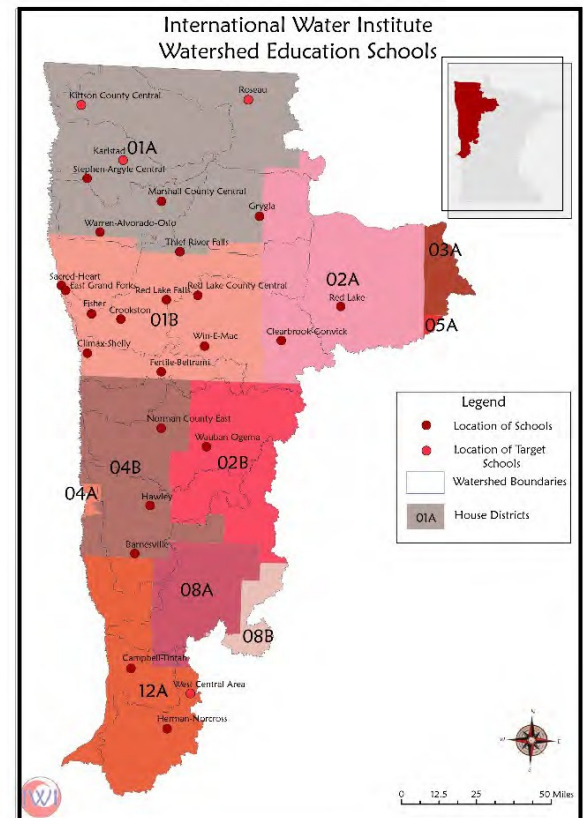 International Water Institute
Watershed Education Schools
Kittson County Central
Roseau
Karlstad
01A
Stephen-Argyle Central
Marshall County Central
Grygla
Warren-Alvorado-Oslo
Thief River Falls
03A
Sacred-Heart
East Grand Forks
Red Lake Falls
Red Lake County Central
02A
Red Lake
Fisher
Crookston
01B
05A
Win-E-Mac
Clearbrook-Gonvick
Climax-Shelly
Fertile-Beltrami
Norman County East
Waubun Ogema
04B
02B
04A
Hawley
Barnesville
08A
08B
Campbell-Tintah
12A
West Central Area
Herman-Norcross
Legend
Location of Schools
Location of Target
Schools
Watershed Boundaries
01A
House Districts
0 12.5 25 50 Miles
IWI